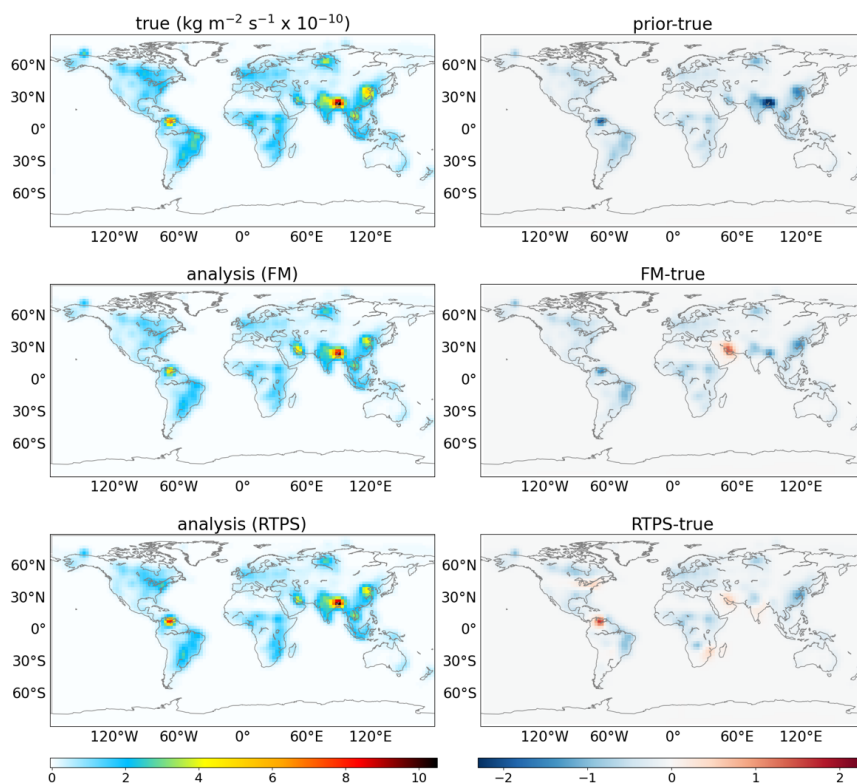 true (kg m⁻² s⁻¹ x 10⁻¹⁰) prior-true
60°N 60°N
30°N 30°N
0° 0°
30°S 30°S
60°S 60°S
120°W 60°W 0° 60°E 120°E 120°W 60°W 0° 60°E 120°E
analysis (FM) FM-true
60°N 60°N
30°N 30°N
0° 0°
30°S 30°S
60°S 60°S
120°W 60°W 0° 60°E 120°E 120°W 60°W 0° 60°E 120°E
analysis (RTPS) RTPS-true
60°N 60°N
30°N 30°N
0° 0°
30°S 30°S
60°S 60°S
120°W 60°W 0° 60°E 120°E 120°W 60°W 0° 60°E 120°E
0 2 4 6 8 10 −2 −1 0 1 2